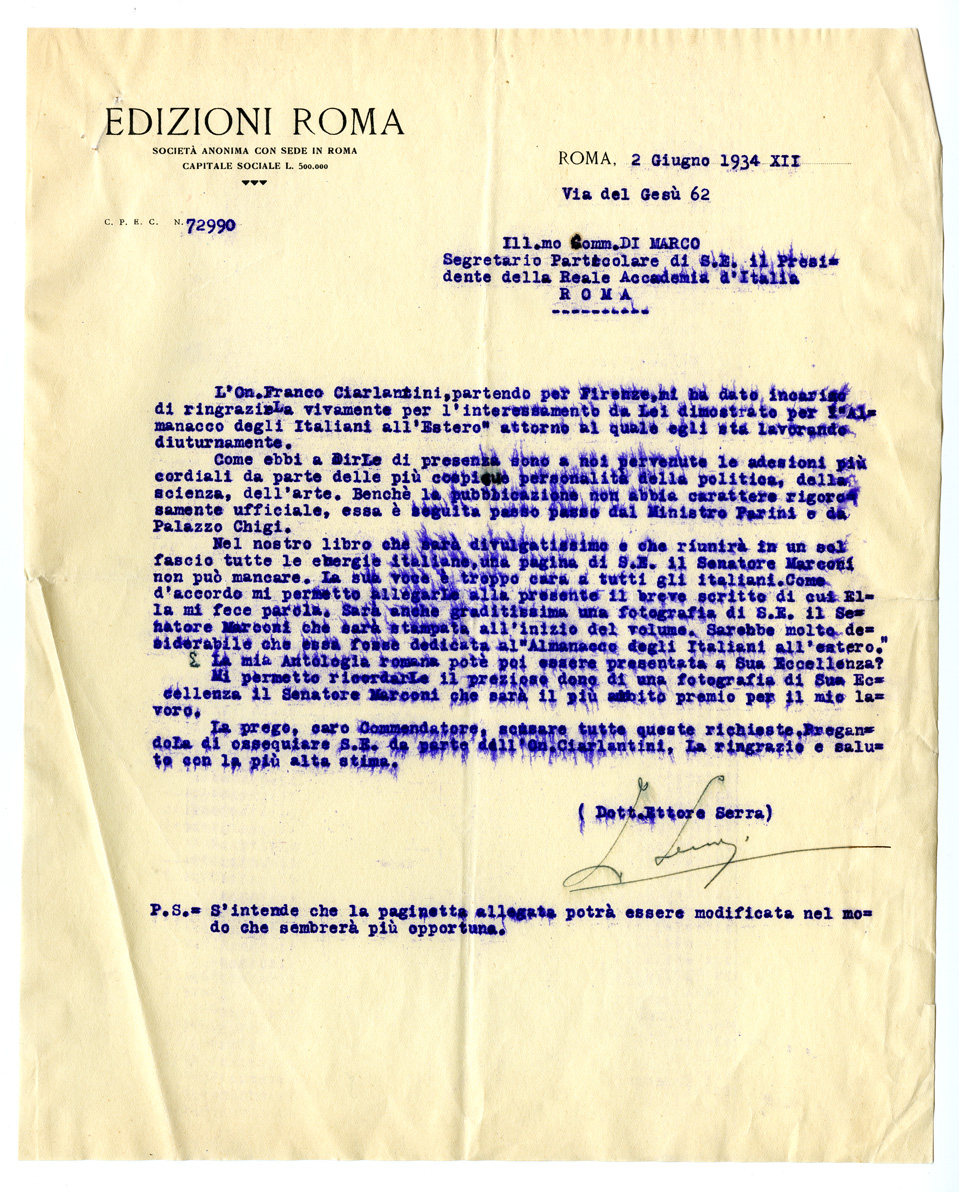 EDIZIONI ROMA
SOCIETÀ ANONIMA CON SEDE IN ROMA
CAPITALE SOCIALE L. 500.000
ROMA, 2 Giugno 1934 XII
Via del Gesù 62
C. P. E. C. N. 72990
Ill.mo Comm.DI MARCO
Segretario Particolare di S.E. il Presi=
dente della Reale Accademia d'Italia
R O M A
L'On.Franco Ciarlantini,partendo per Firenze,mi ha dato incarico
di ringraziarLa vivamente per l'interessamento da Lei dimostrato per l'"Al=
manacco degli Italiani all'Estero" attorno al quale egli sta lavorando
diuturnamente.
Come ebbi a DirLe di presenza sono a noi pervenute le adesioni più
cordiali da parte delle più cospicue personalità della politica, della
scienza, dell'arte. Benchè la pubbicazione non abbia carattere rigoro=
samente ufficiale, essa è seguita passo passo dal Ministro Parini e da
Palazzo Chigi.
Nel nostro libro che sarà divulgatissimo e che riunirà in un sol
fascio tutte le energie italiane,una pagina di S.E. il Senatore Marconi
non può mancare. La sua voce è troppo cara a tutti gli italiani.Come
d'accordo mi permetto allegarLe alla presente il breve scritto di cui El=
la mi fece parola. Sarà anche graditissima una fotografia di S.E. il Se=
natore Marconi che sarà stampata all'inizio del volume. Sarebbe molto de=
siderabile che essa fosse dedicata al"Almanacco degli Italiani all'estero."
La mia Antologia romana potè poi essere presentata a Sua Eccellenza?
Mi permetto ricordarLe il prezioso dono di una fotografia di Sua Ec=
cellenza il Senatore Marconi che sarà il più ambito premio per il mio la=
voro.
La prego, caro Commendatore, scusare tutte queste richieste.Pregan=
doLa di ossequiare S.E. da parte dell'On.Ciarlantini, La ringrazio e salu=
to con la più alta stima.
( Dott.Ettore Serra)
E. Serra
P.S.= S'intende che la paginetta allegata potrà essere modificata nel mo=
do che sembrerà più opportuna.